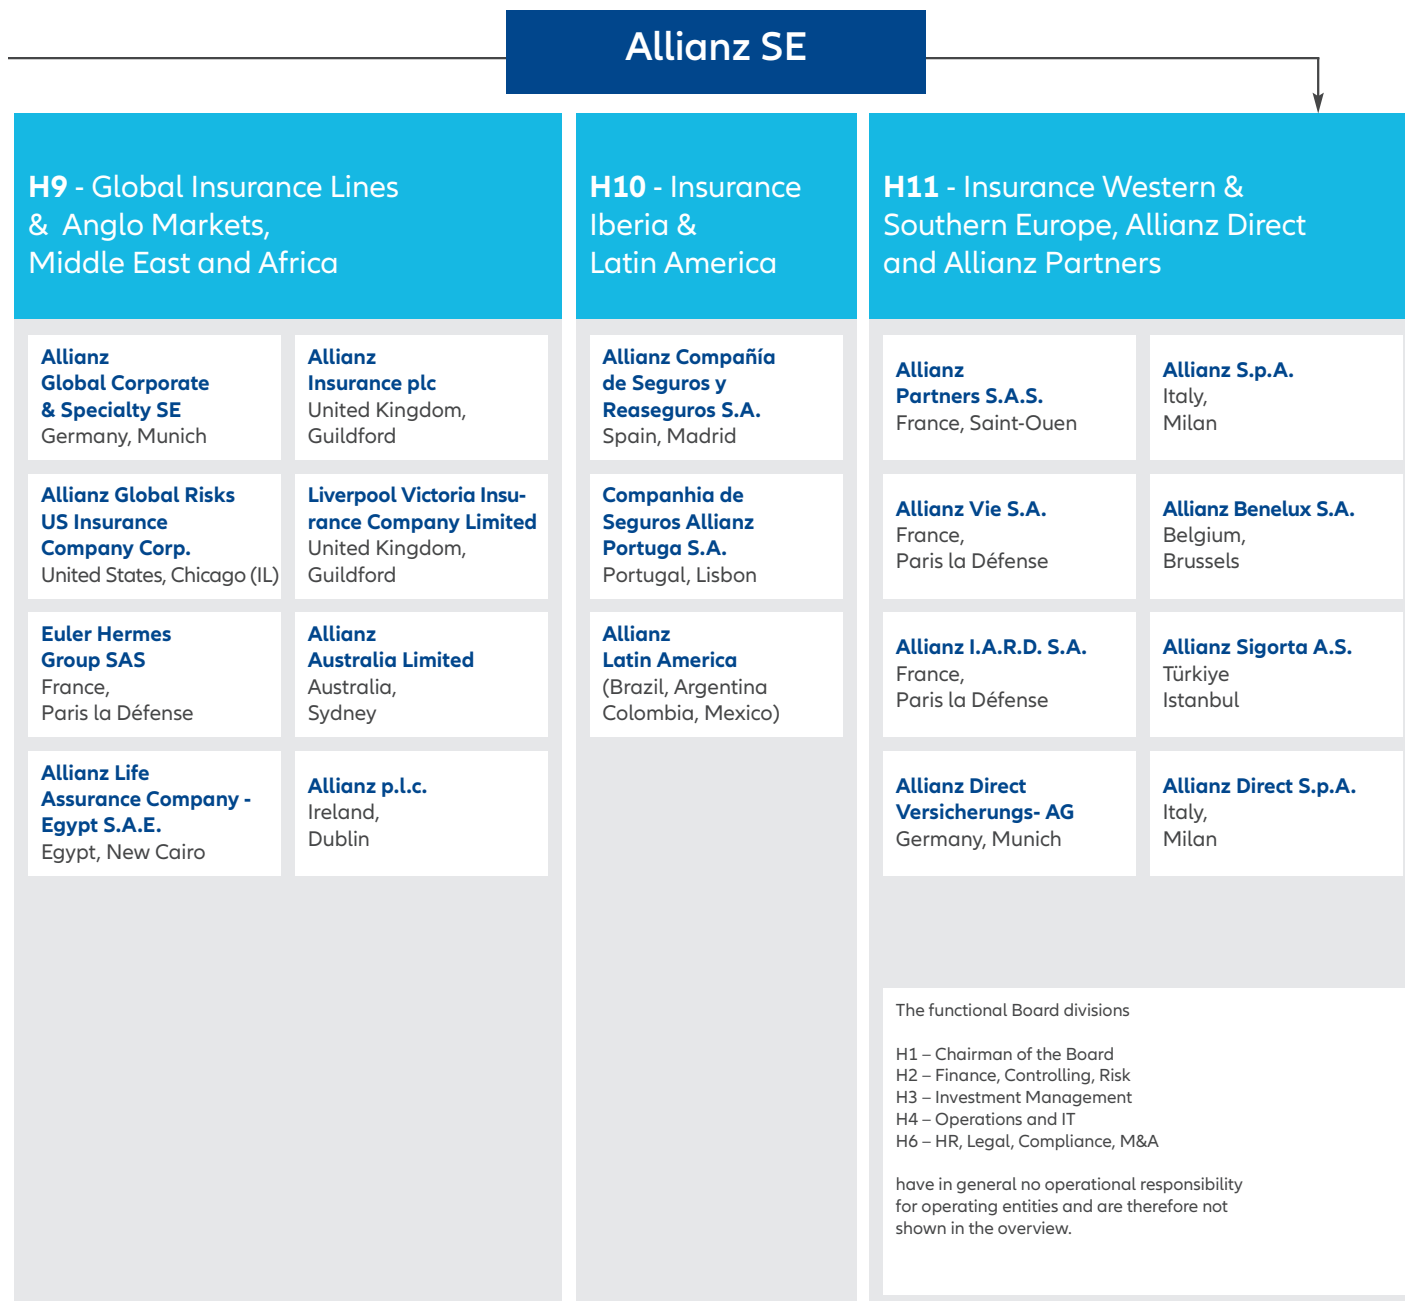 Allianz SE
H9 - Global Insurance Lines
& Anglo Markets,
Middle East and Africa
Allianz
Global Corporate
& Specialty SE
Germany, Munich
Allianz
Insurance plc
United Kingdom,
Guildford
Allianz Global Risks
US Insurance
Company Corp.
United States, Chicago (IL)
Liverpool Victoria Insu-
rance Company Limited
United Kingdom,
Guildford
Euler Hermes
Group SAS
France,
Paris la Défense
Allianz
Australia Limited
Australia,
Sydney
Allianz Life
Assurance Company -
Egypt S.A.E.
Egypt, New Cairo
Allianz p.l.c.
Ireland,
Dublin
H10 - Insurance
Iberia &
Latin America
Allianz Compañía
de Seguros y
Reaseguros S.A.
Spain, Madrid
Companhia de
Seguros Allianz
Portuga S.A.
Portugal, Lisbon
Allianz
Latin America
(Brazil, Argentina
Colombia, Mexico)
H11 - Insurance Western &
Southern Europe, Allianz Direct
and Allianz Partners
Allianz
Partners S.A.S.
France, Saint-Ouen
Allianz S.p.A.
Italy,
Milan
Allianz Vie S.A.
France,
Paris la Défense
Allianz Benelux S.A.
Belgium,
Brussels
Allianz I.A.R.D. S.A.
France,
Paris la Défense
Allianz Sigorta A.S.
Türkiye
Istanbul
Allianz Direct
Versicherungs- AG
Germany, Munich
Allianz Direct S.p.A.
Italy,
Milan
The functional Board divisions
H1 – Chairman of the Board
H2 – Finance, Controlling, Risk
H3 – Investment Management
H4 – Operations and IT
H6 – HR, Legal, Compliance, M&A
have in general no operational responsibility
for operating entities and are therefore not
shown in the overview.